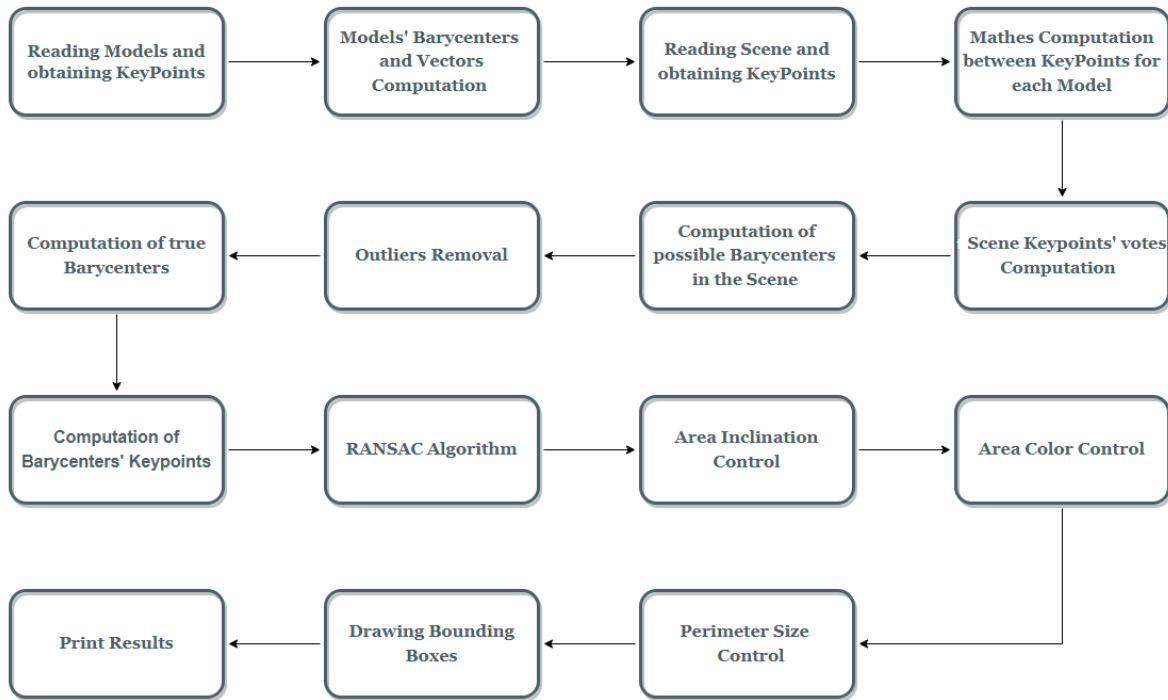 Reading Models and
obtaining KeyPoints
Models' Barycenters
and Vectors
Computation
Reading Scene and
obtaining KeyPoints
Mathes Computation
between KeyPoints for
each Model
Scene Keypoints' votes
Computation
Computation of
possible Barycenters
in the Scene
Outliers Removal
Computation of true
Barycenters
Computation of
Barycenters' Keypoints
RANSAC Algorithm
Area Inclination
Control
Area Color Control
Perimeter Size
Control
Drawing Bounding
Boxes
Print Results